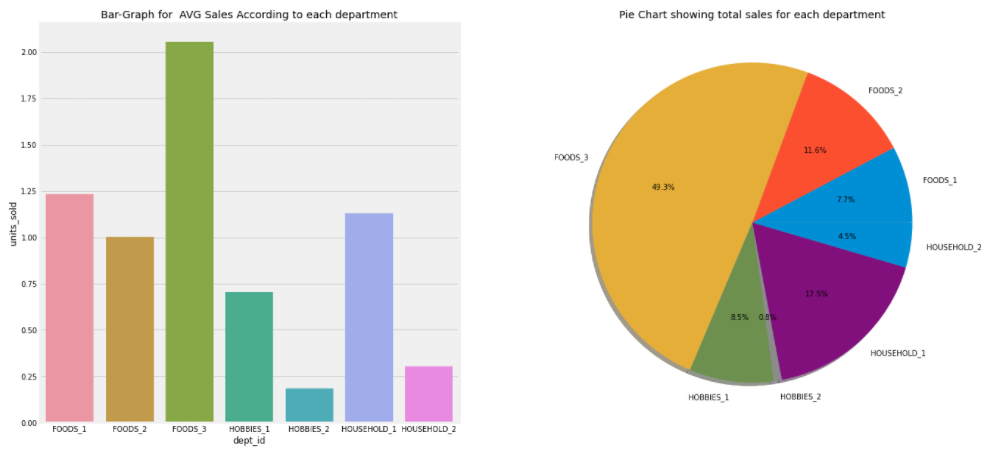 Bar-Graph for  AVG Sales According to each department
units_sold
2.00
1.75
1.50
1.25
1.00
0.75
0.50
0.25
0.00
FOODS_1 FOODS_2 FOODS_3 HOBBIES_1 HOBBIES_2 HOUSEHOLD_1 HOUSEHOLD_2
dept_id
Pie Chart showing total sales for each department
FOODS_2
11.6%
FOODS_3
49.3%
FOODS_1
7.7%
4.5%
HOUSEHOLD_2
17.5%
HOUSEHOLD_1
8.5%
0.8%
HOBBIES_1
HOBBIES_2